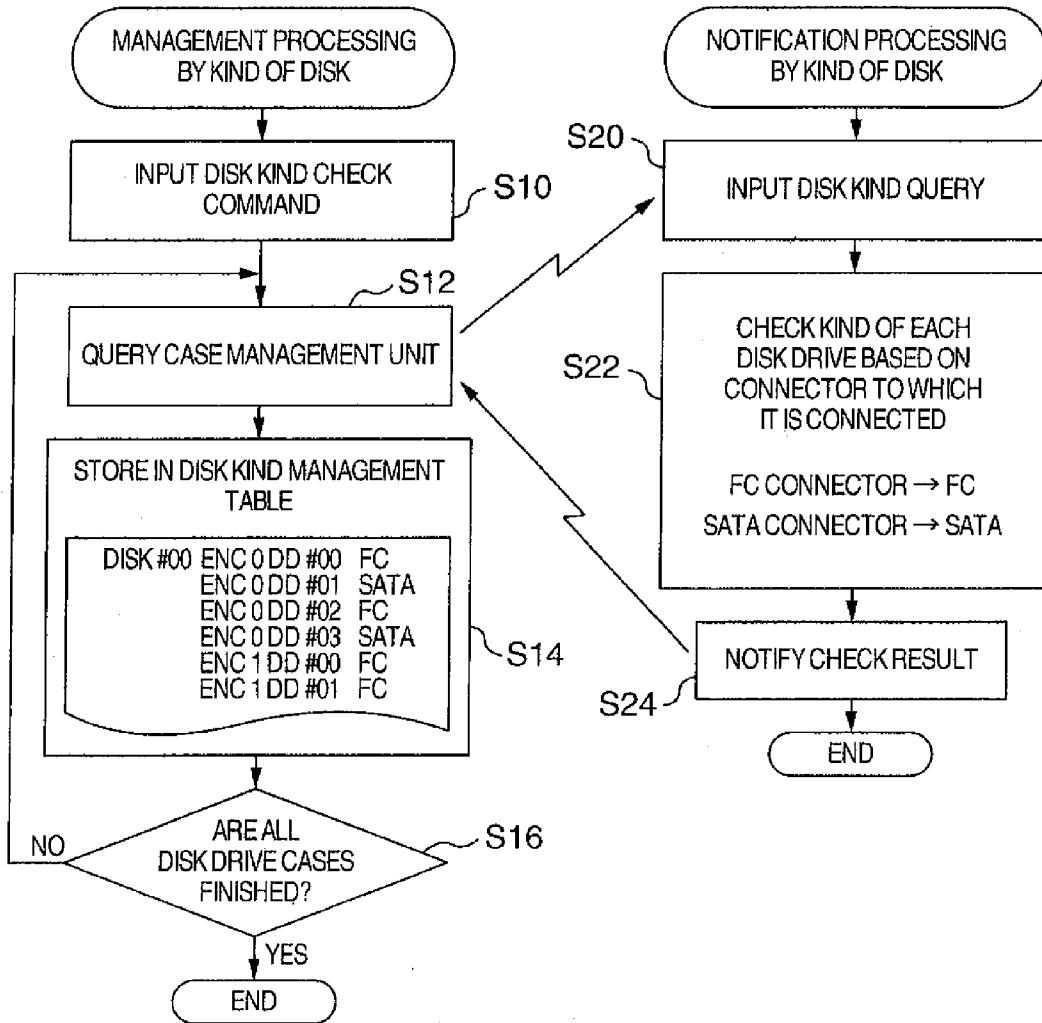 MANAGEMENT PROCESSING
BY KIND OF DISK
INPUT DISK KIND CHECK
COMMAND
S10
S12
QUERY CASE MANAGEMENT UNIT
STORE IN DISK KIND MANAGEMENT
TABLE
DISK #00 ENC 0 DD #00 FC
ENC 0 DD #01 SATA
ENC 0 DD #02 FC
ENC 0 DD #03 SATA
ENC 1 DD #00 FC
ENC 1 DD #01 FC
S14
ARE ALL
DISK DRIVE CASES
FINISHED?
S16
NO
YES
END
NOTIFICATION PROCESSING
BY KIND OF DISK
S20
INPUT DISK KIND QUERY
S22
CHECK KIND OF EACH
DISK DRIVE BASED ON
CONNECTOR TO WHICH
IT IS CONNECTED
FC CONNECTOR → FC
SATA CONNECTOR → SATA
NOTIFY CHECK RESULT
S24
END